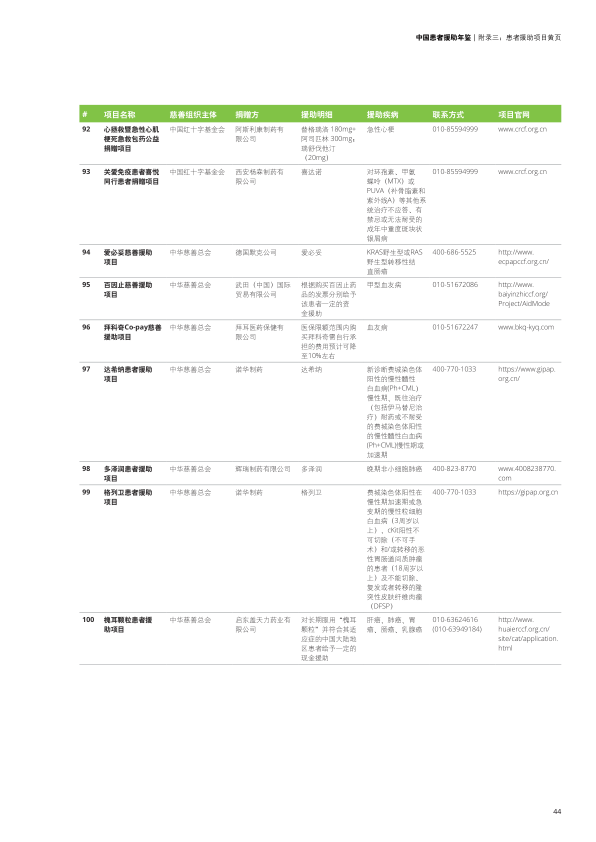 中国患者援助年鉴 | 附录三：患者援助项目黄页
# 项目名称 慈善组织主体 捐赠方 援助明细 援助疾病 联系方式 项目官网
92 心拯救暨急性心肌 中国红十字基金会 阿斯利康制药有 替格瑞洛 180mg+ 急性心梗 010-85594999 www.crcf.org.cn
梗死急救包药公益 限公司 阿司匹林 300mg+
捐赠项目 瑞舒伐他汀
（20mg）
93 关爱免疫患者喜悦 中国红十字基金会 西安杨森制药有 喜达诺 对环孢素、甲氨 010-85594999 www.crcf.org.cn
同行患者捐赠项目 限公司 蝶呤（MTX）或
PUVA（补骨脂素和
紫外线A）等其他系
统治疗不应答、有
禁忌或无法耐受的
成年中重度斑块状
银屑病
94 爱必妥慈善援助 中华慈善总会 德国默克公司 爱必妥 KRAS野生型或RAS 400-686-5525 http://www.
项目 野生型转移性结 ecpapccf.org.cn/
直肠癌
95 百因止慈善援助 中华慈善总会 武田（中国）国际 根据购买百因止药 甲型血友病 010-51672086 http://www.
项目 贸易有限公司 品的发票分别给予 baiyinzhiccf.org/
该患者一定的资 Project/AidMode
金援助
96 拜科奇Co-pay慈善 中华慈善总会 拜耳医药保健有 医保限额范围内购 血友病 010-51672247 www.bkq-kyq.com
援助项目 限公司 买拜科奇需自行承
担的费用预计可降
至10%左右
97 达希纳患者援助 中华慈善总会 诺华制药 达希纳 新诊断费城染色体 400-770-1033 https://www.gipap.
项目 阳性的慢性髓性 org.cn/
白血病(Ph+CML)
慢性期、既往治疗
（包括伊马替尼治
疗）耐药或不耐受
的费城染色体阳性
的慢性髓性白血病
(Ph+CML)慢性期或
加速期
98 多泽润患者援助 中华慈善总会 辉瑞制药有限公司 多泽润 晚期非小细胞肺癌 400-823-8770 www.4008238770.
项目 com
99 格列卫患者援助 中华慈善总会 诺华制药 格列卫 费城染色体阳性在 400-770-1033 https://gipap.org.cn
项目 慢性期加速期或急
变期的慢性粒细胞
白血病（3周岁以
上）、cKit阳性不
可切除（不可手
术）和/或转移的恶
性胃肠道间质肿瘤
的患者（18周岁以
上）及不能切除、
复发或者转移的隆
突性皮肤纤维肉瘤
（DFSP）
100 槐耳颗粒患者援 中华慈善总会 启东盖天力药业有 对长期服用“槐耳 肝癌、肺癌、胃 010-63624616 http://www.
助项目 限公司 颗粒”并符合其适 癌、肠癌、乳腺癌 (010-63949184) huaierccf.org.cn/
应症的中国大陆地 site/cat/application.
区患者给予一定的 html
现金援助
44